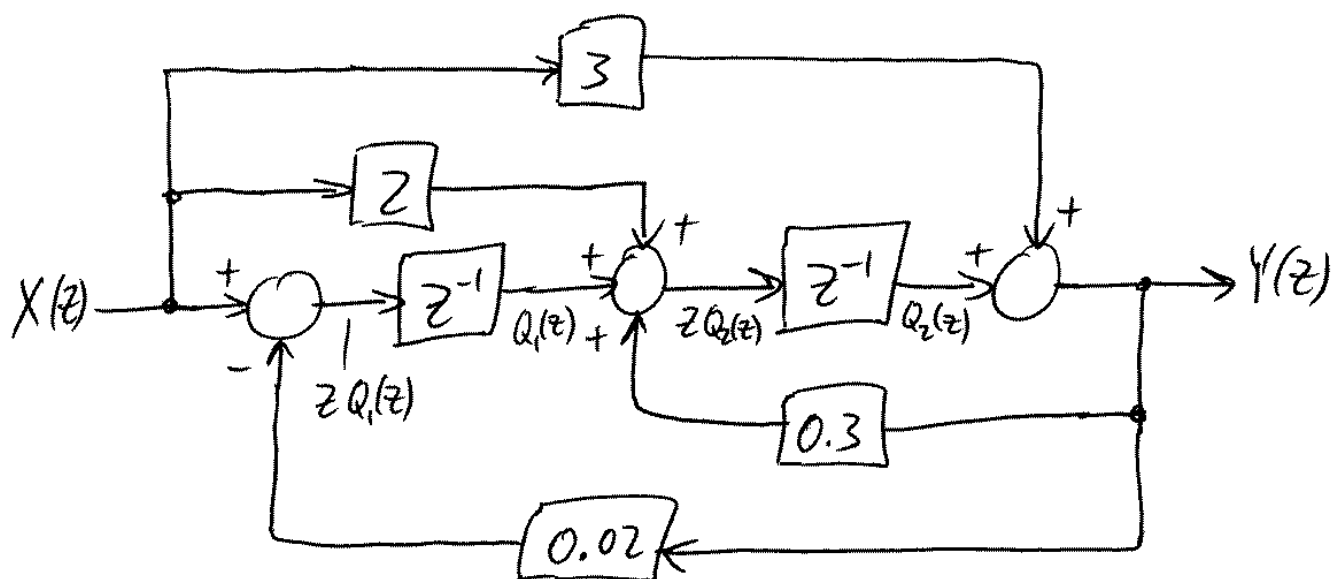 3
2
+
+
X(z)
+
z⁻¹
Q₁(z)
+
+
zQ₂(z)
z⁻¹
Q₂(z)
+
Y(z)
-
zQ₁(z)
0.3
0.02